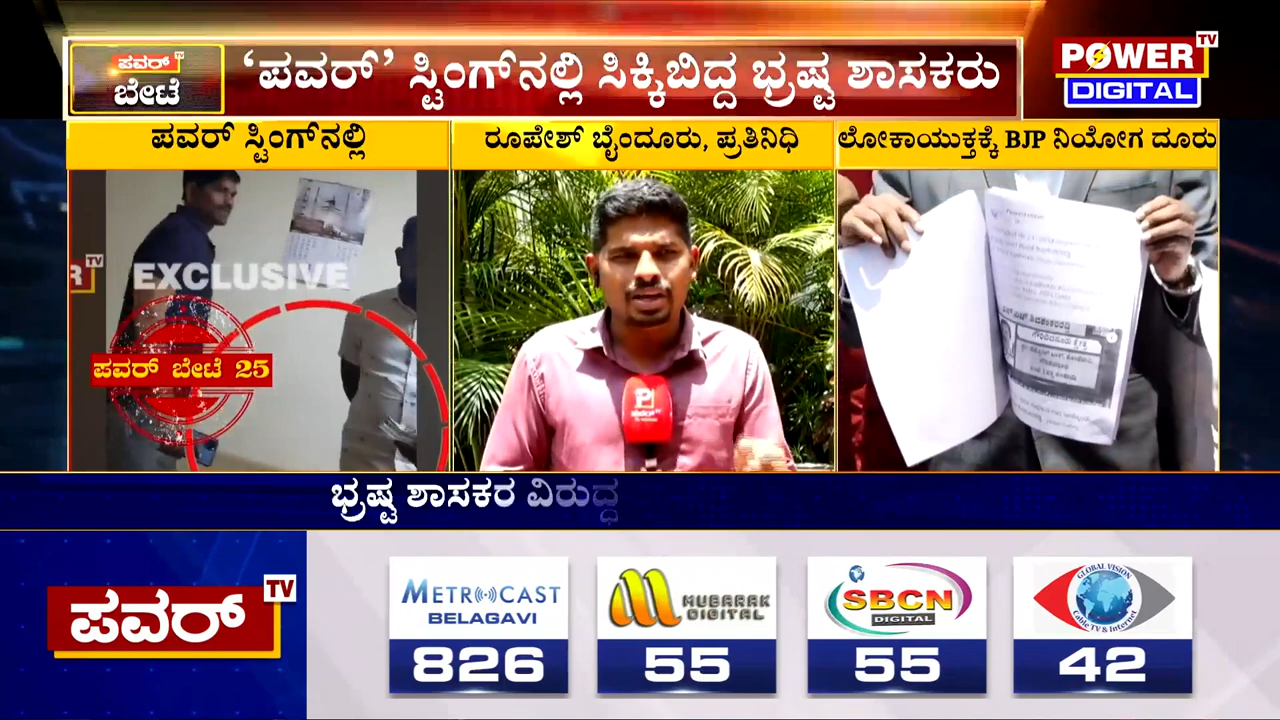 ಪವರ್ TV
ಬೇಟೆ
‘ಪವರ್’ ಸ್ಟಿಂಗ್‌ನಲ್ಲಿ ಸಿಕ್ಕಿಬಿದ್ದ ಭ್ರಷ್ಟ ಶಾಸಕರು
POWER TV
DIGITAL
ಪವರ್ ಸ್ಟಿಂಗ್‌ನಲ್ಲಿ
ರೂಪೇಶ್ ಬೈಂದೂರು, ಪ್ರತಿನಿಧಿ
ಲೋಕಾಯುಕ್ತಕ್ಕೆ BJP ನಿಯೋಗ ದೂರು
R TV
EXCLUSIVE
ಪವರ್ ಬೇಟೆ 25
ಭ್ರಷ್ಟ ಶಾಸಕರ ವಿರುದ್ಧ
ಪವರ್ TV
METROCAST
BELAGAVI
826
MUBARAK
DIGITAL
55
SBCN
DIGITAL
55
GLOBAL VISION
Cable TV & Internet
42